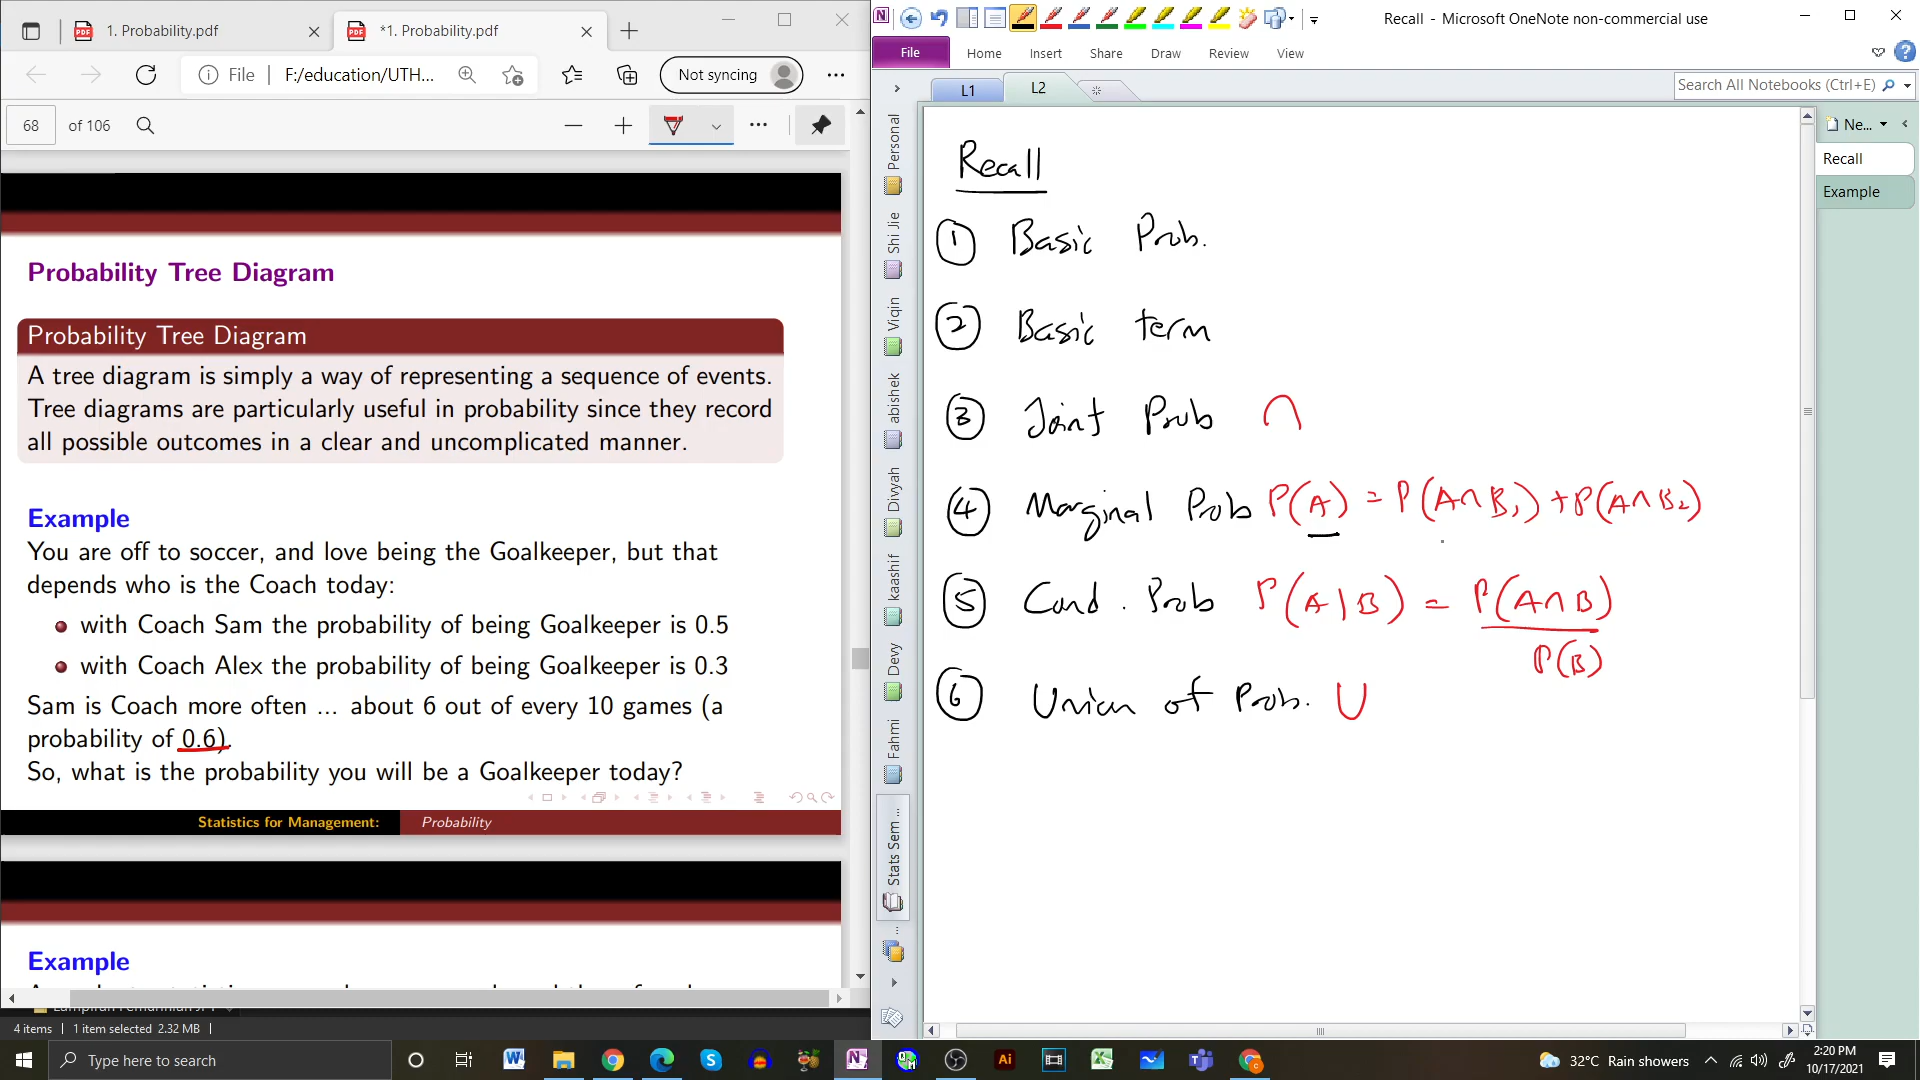 1. Probability.pdf
*1. Probability.pdf
File
F:/education/UTH...
Not syncing
68
of 106
Probability Tree Diagram
Probability Tree Diagram
A tree diagram is simply a way of representing a sequence of events.
Tree diagrams are particularly useful in probability since they record
all possible outcomes in a clear and uncomplicated manner.
Example
You are off to soccer, and love being the Goalkeeper, but that
depends who is the Coach today:
with Coach Sam the probability of being Goalkeeper is 0.5
with Coach Alex the probability of being Goalkeeper is 0.3
Sam is Coach more often ... about 6 out of every 10 games (a
probability of 0.6).
So, what is the probability you will be a Goalkeeper today?
Statistics for Management:
Probability
Example
4 items
1 item selected 2.32 MB
Recall - Microsoft OneNote non-commercial use
File
Home
Insert
Share
Draw
Review
View
L1
L2
Search All Notebooks (Ctrl+E)
Personal
Shi Jie
Viqin
abishek
Divyah
kaashif
Devy
Fahmi
Stats Sem ...
Ne...
Recall
Example
Recall
① Basic Prob.
② Basic term
③ Joint Prob ∩
④ Marginal Prob P(A) = P(A∩B₁) + P(A∩B₂)
⑤ Cond. Prob P(A|B) = P(A∩B)
P(B)
⑥ Union of Prob. ∪
Type here to search
32°C Rain showers
2:20 PM
10/17/2021